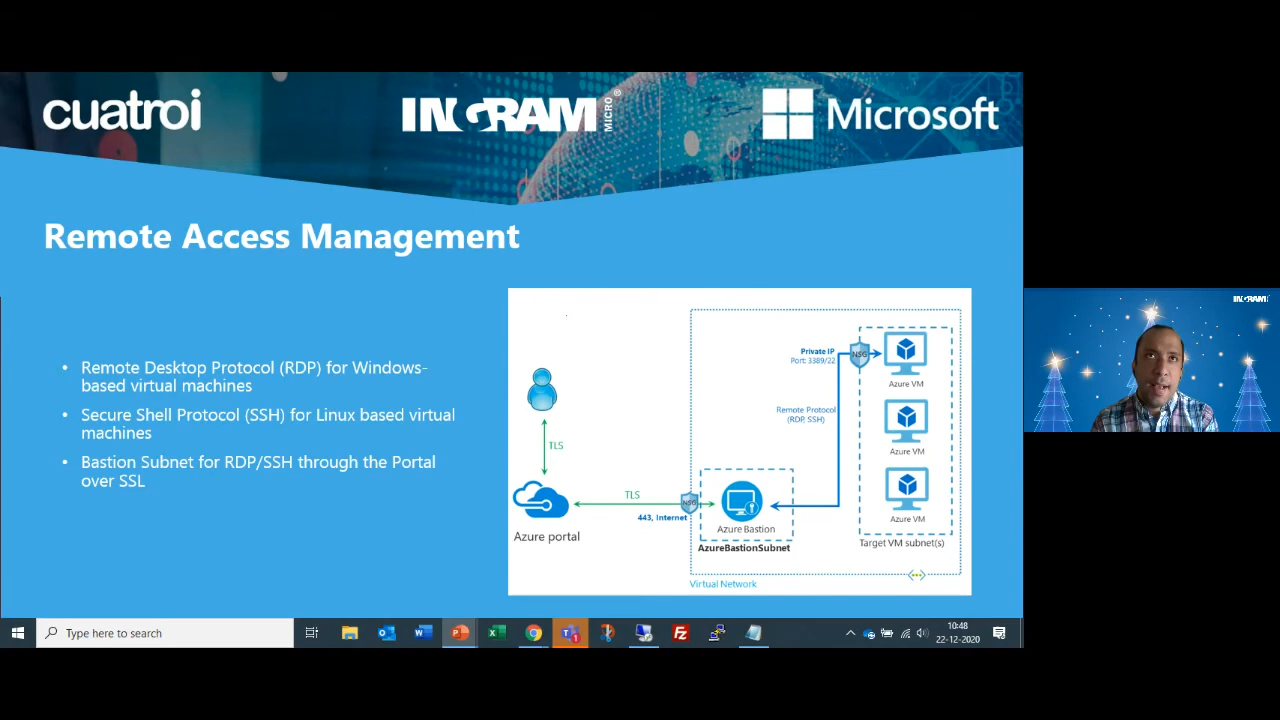 cuatroi
INGRAM MICRO®
Microsoft
INGRAM
Remote Access Management
• Remote Desktop Protocol (RDP) for Windows-
based virtual machines
• Secure Shell Protocol (SSH) for Linux based virtual
machines
• Bastion Subnet for RDP/SSH through the Portal
over SSL
TLS
Azure portal
TLS
NSG
443, Internet
Azure Bastion
AzureBastionSubnet
Private IP
Port: 3389/22
NSG
Remote Protocol
(RDP, SSH)
Azure VM
Azure VM
Azure VM
Target VM subnet(s)
Virtual Network
Type here to search
10:48
22-12-2020